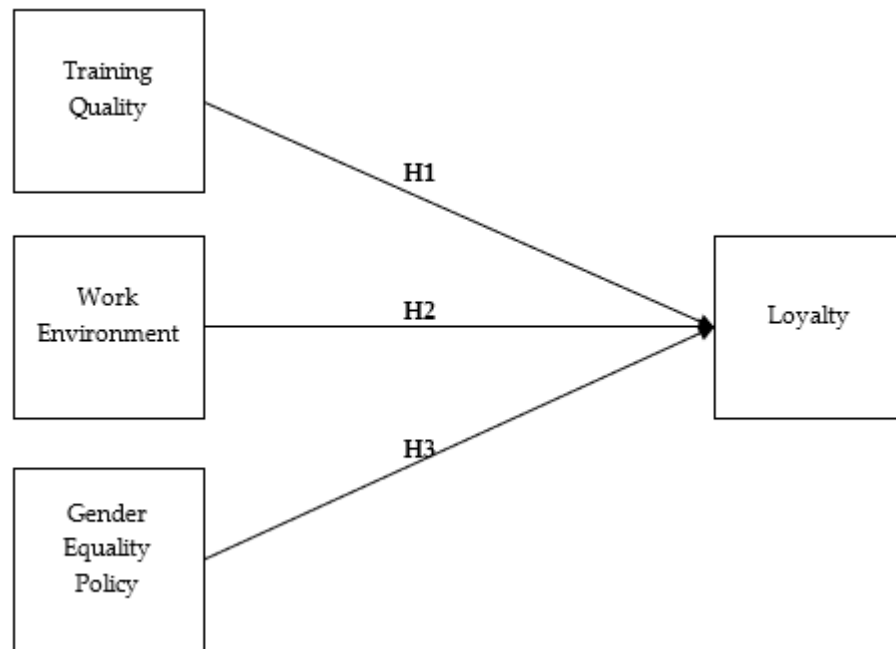 Training
Quality
H1
Work
Environment
H2
Loyalty
H3
Gender
Equality
Policy